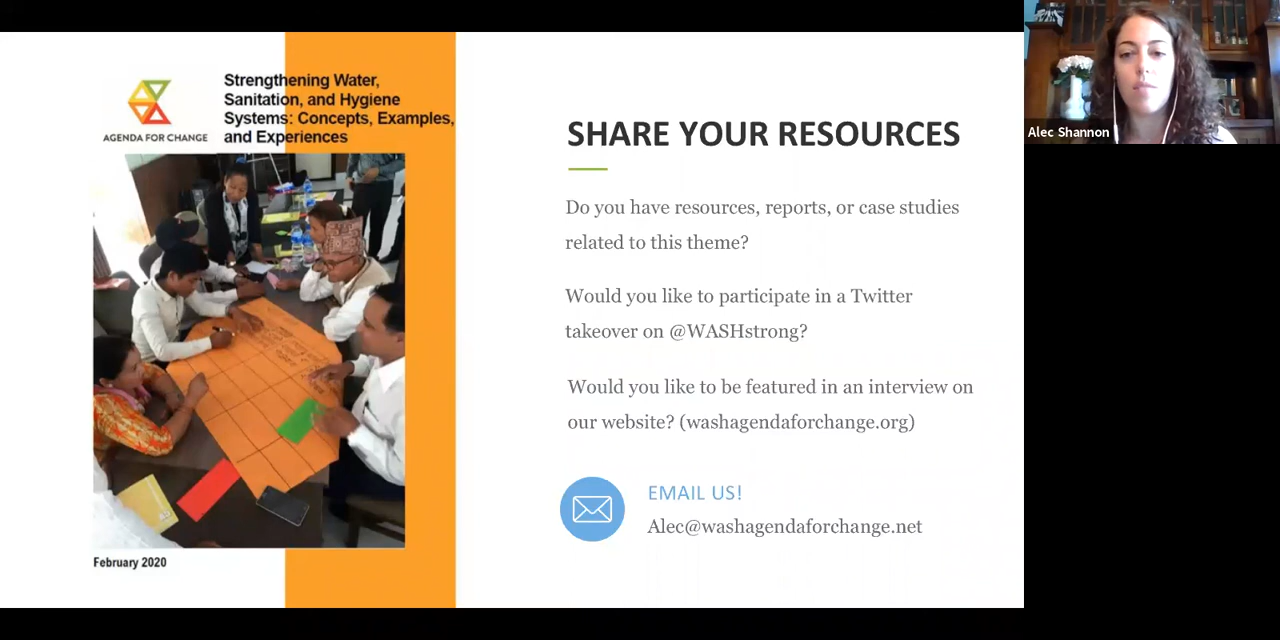 Strengthening Water,
Sanitation, and Hygiene
Systems: Concepts, Examples,
and Experiences
AGENDA FOR CHANGE
February 2020
SHARE YOUR RESOURCES
Do you have resources, reports, or case studies
related to this theme?
Would you like to participate in a Twitter
takeover on @WASHstrong?
Would you like to be featured in an interview on
our website? (washagendaforchange.org)
EMAIL US!
Alec@washagendaforchange.net
Alec Shannon